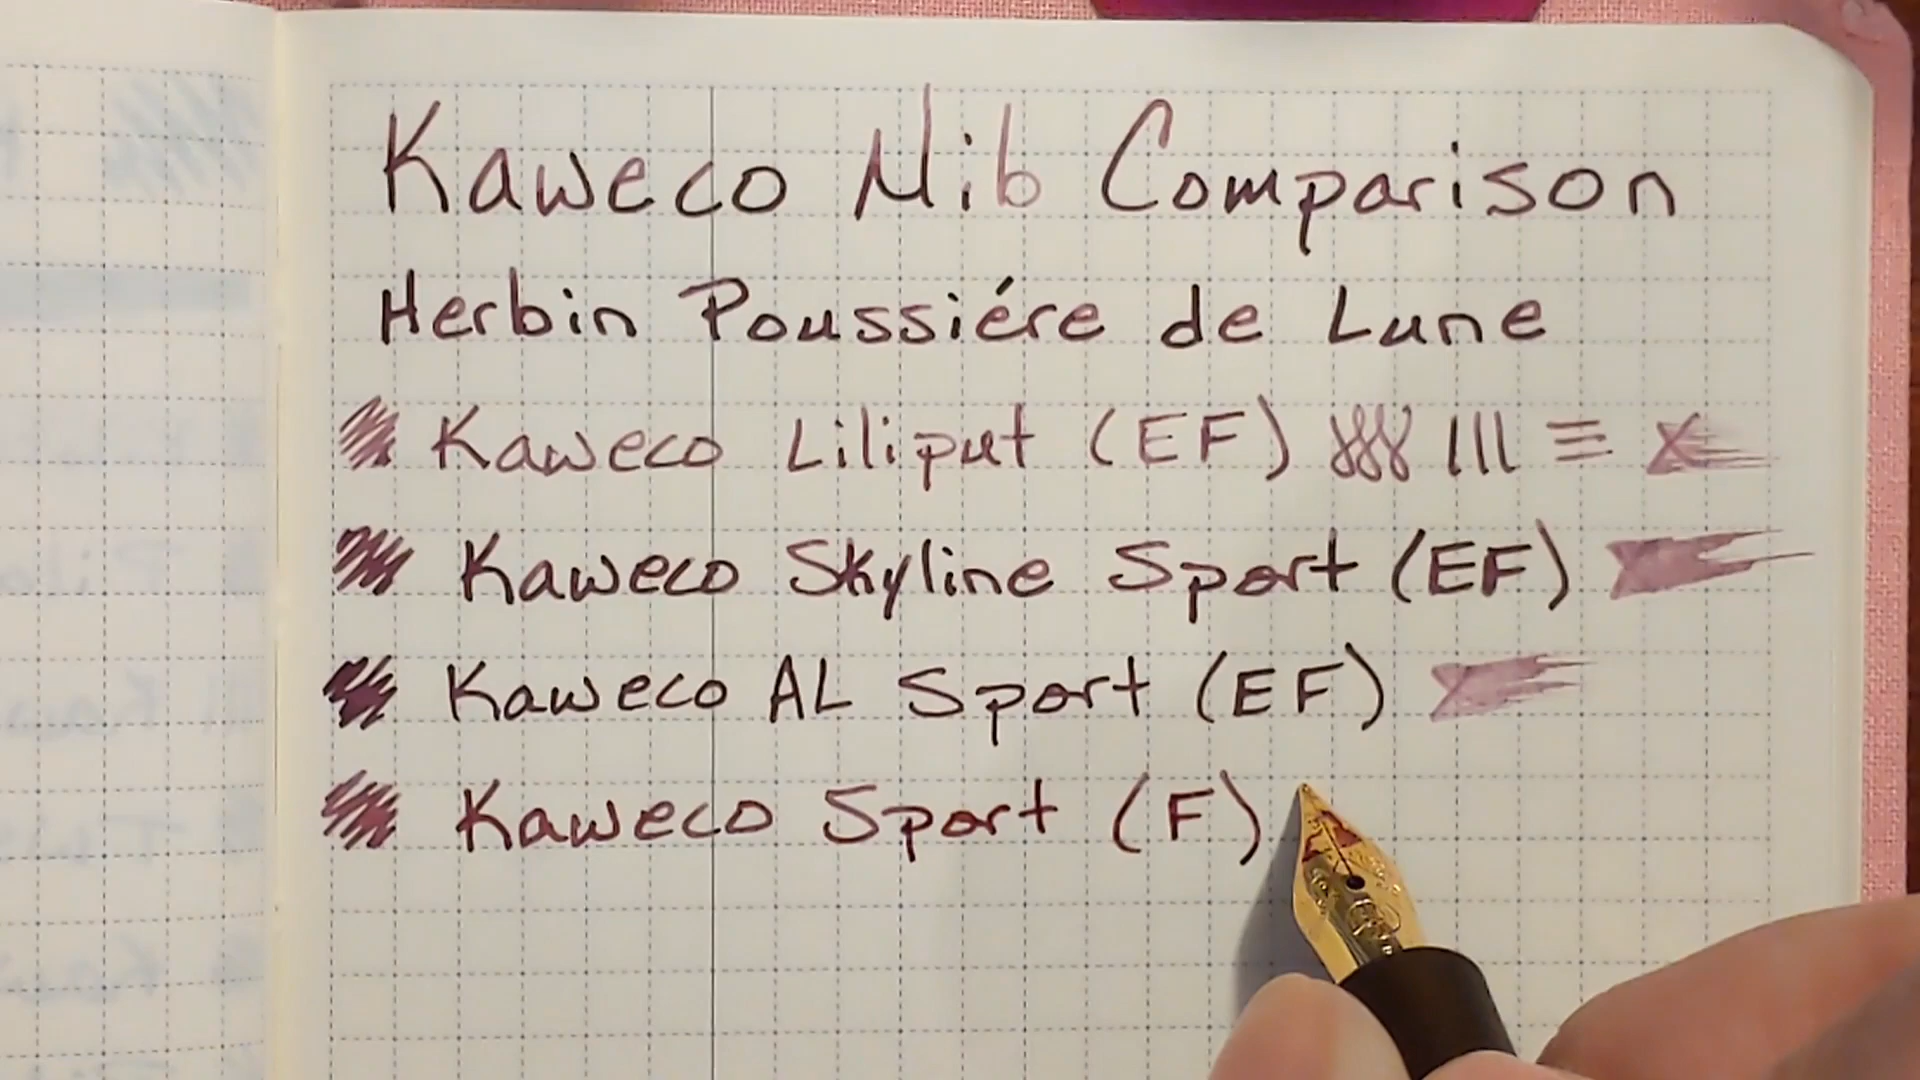 Kaweco Nib Comparison
Herbin Poussiére de Lune
Kaweco Liliput (EF)
Kaweco Skyline Sport (EF)
Kaweco AL Sport (EF)
Kaweco Sport (F)